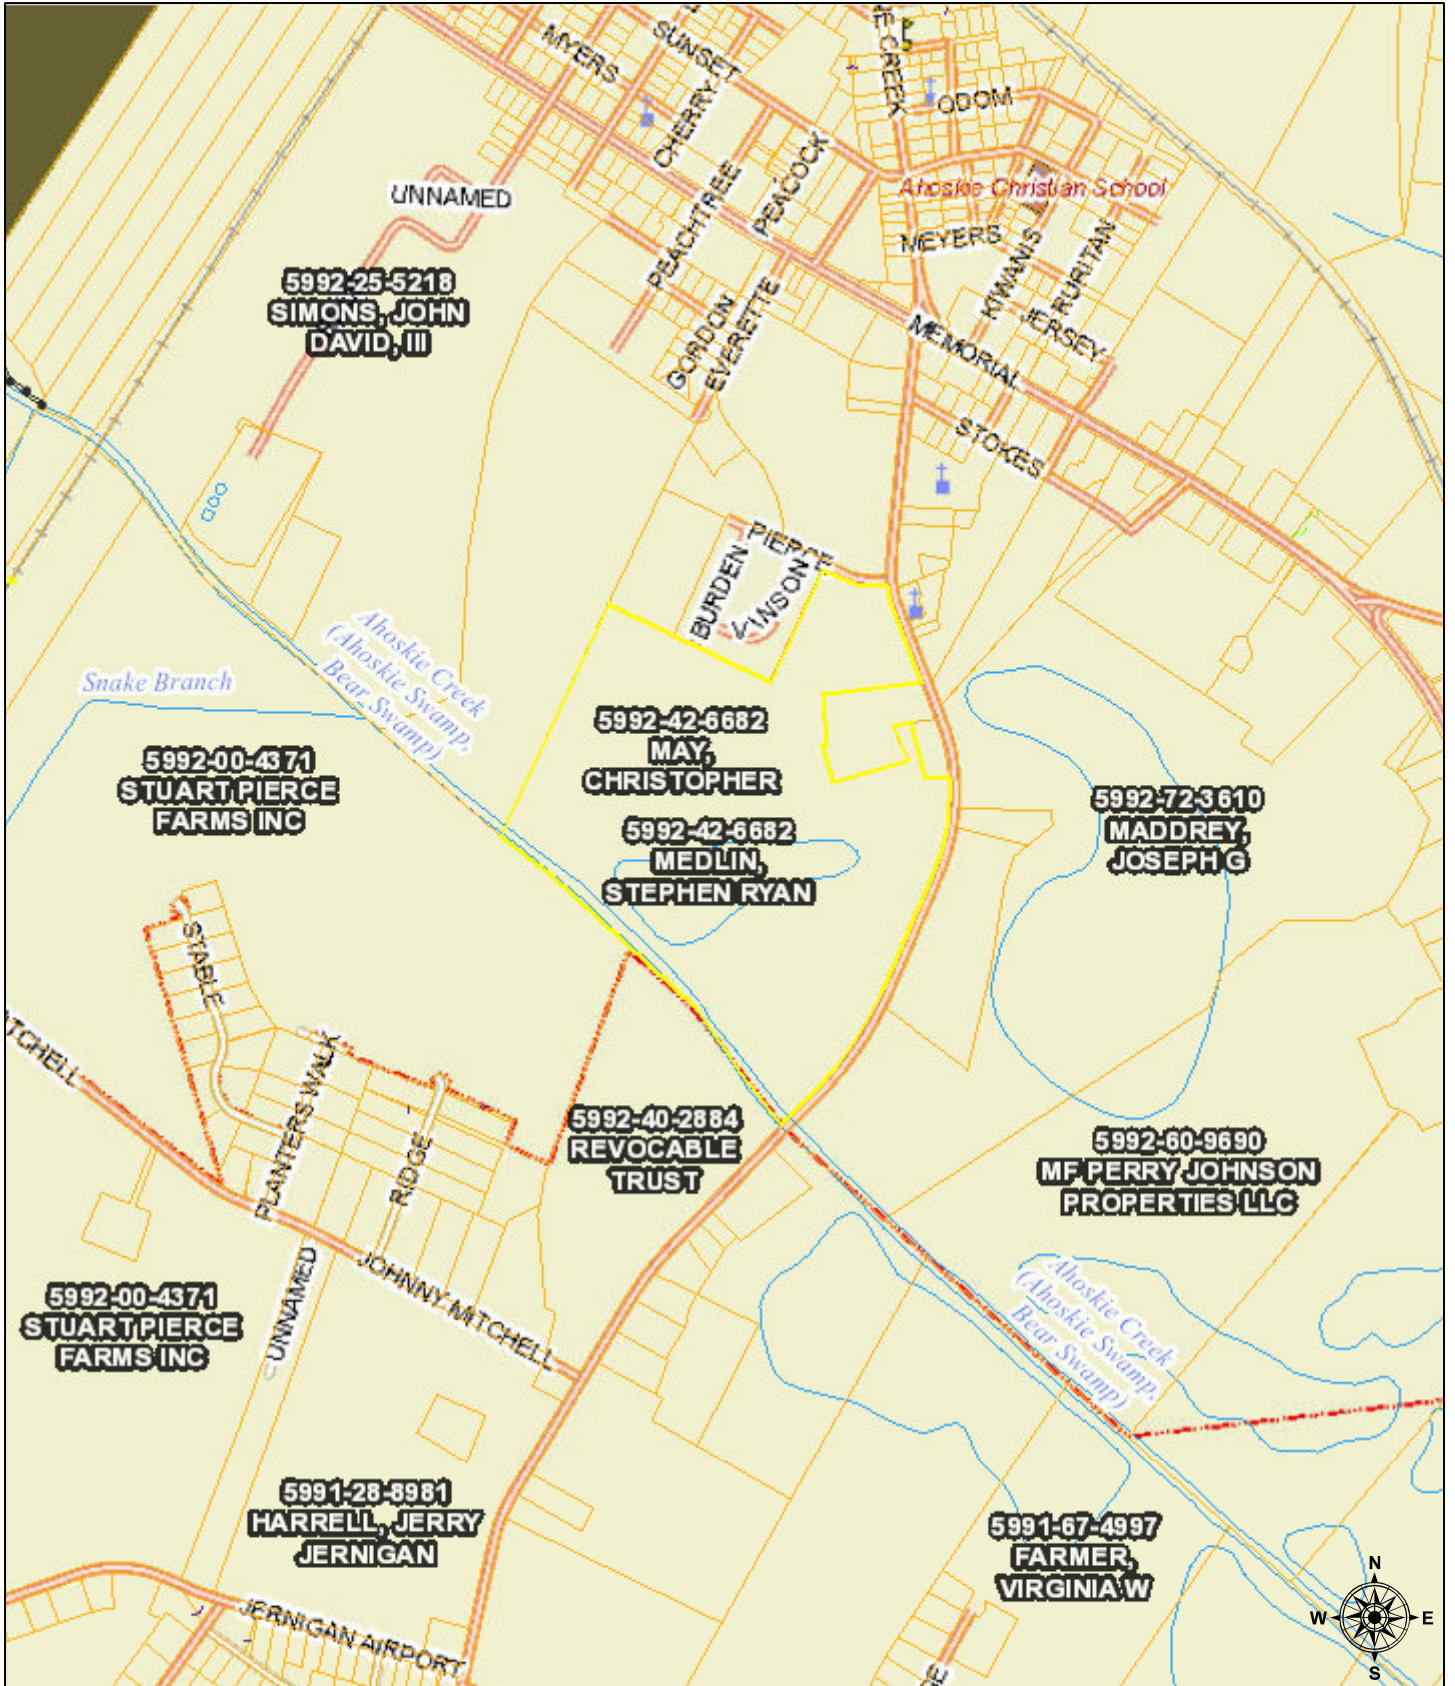 SUNSET
MYERS
CHERRY
ODOM
PEACOCK
PEACHTREE
UNNAMED
Ahoskie Christian School
MEYERS
KIWANIS
RURITAN
JERSEY
5992-25-5218
SIMONS, JOHN
DAVID, III
GORDON
EVERETTE
MEMORIAL
STOKES
PIERCE
BURDEN
Ahoskie Creek
(Ahoskie Swamp,
Bear Swamp)
Snake Branch
5992-42-6682
MAY,
CHRISTOPHER
5992-00-4371
STUART PIERCE
FARMS INC
5992-72-3610
MADDREY,
JOSEPH G
5992-42-6682
MEDLIN,
STEPHEN RYAN
STABLE
PLANTERS WALK
RIDGE
5992-40-2884
REVOCABLE
TRUST
5992-60-9690
MF PERRY JOHNSON
PROPERTIES LLC
UNNAMED
JOHNNY MITCHELL
5992-00-4371
STUART PIERCE
FARMS INC
Ahoskie Creek
(Ahoskie Swamp,
Bear Swamp)
5991-28-8981
HARRELL, JERRY
JERNIGAN
5991-67-4997
FARMER,
VIRGINIA W
N
W
E
S
JERNIGAN AIRPORT